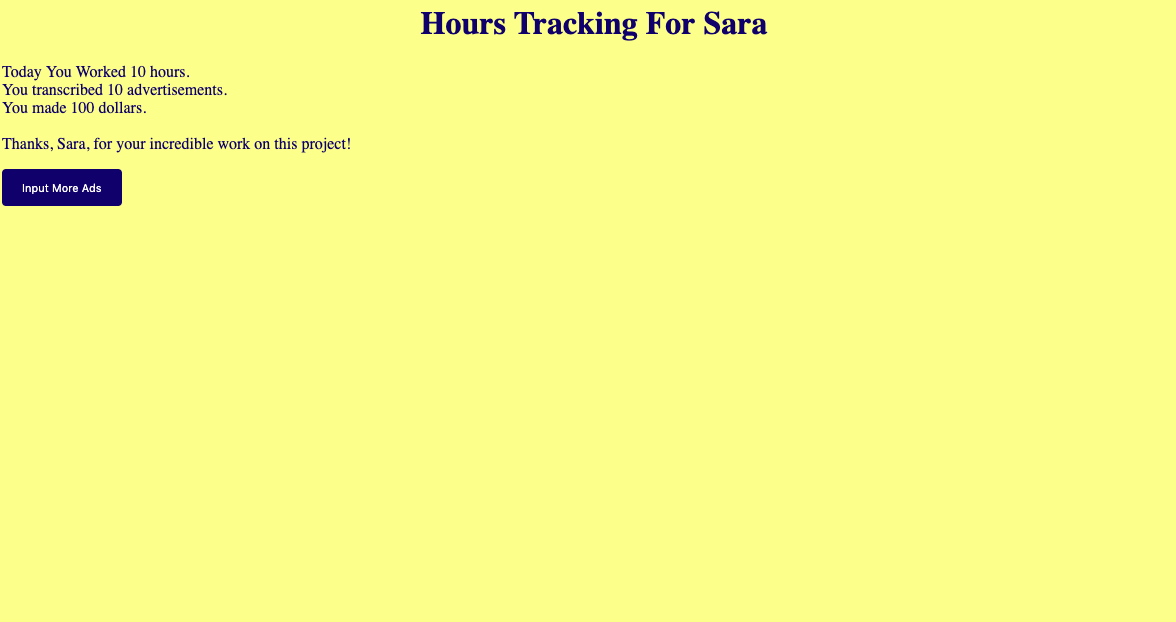 Hours Tracking For Sara
Today You Worked 10 hours.
You transcribed 10 advertisements.
You made 100 dollars.
Thanks, Sara, for your incredible work on this project!
Input More Ads